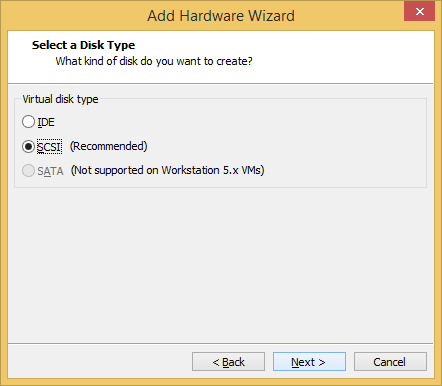 Add Hardware Wizard
Select a Disk Type
What kind of disk do you want to create?
Virtual disk type
IDE
SCSI (Recommended)
SATA (Not supported on Workstation 5.x VMs)
< Back Next > Cancel